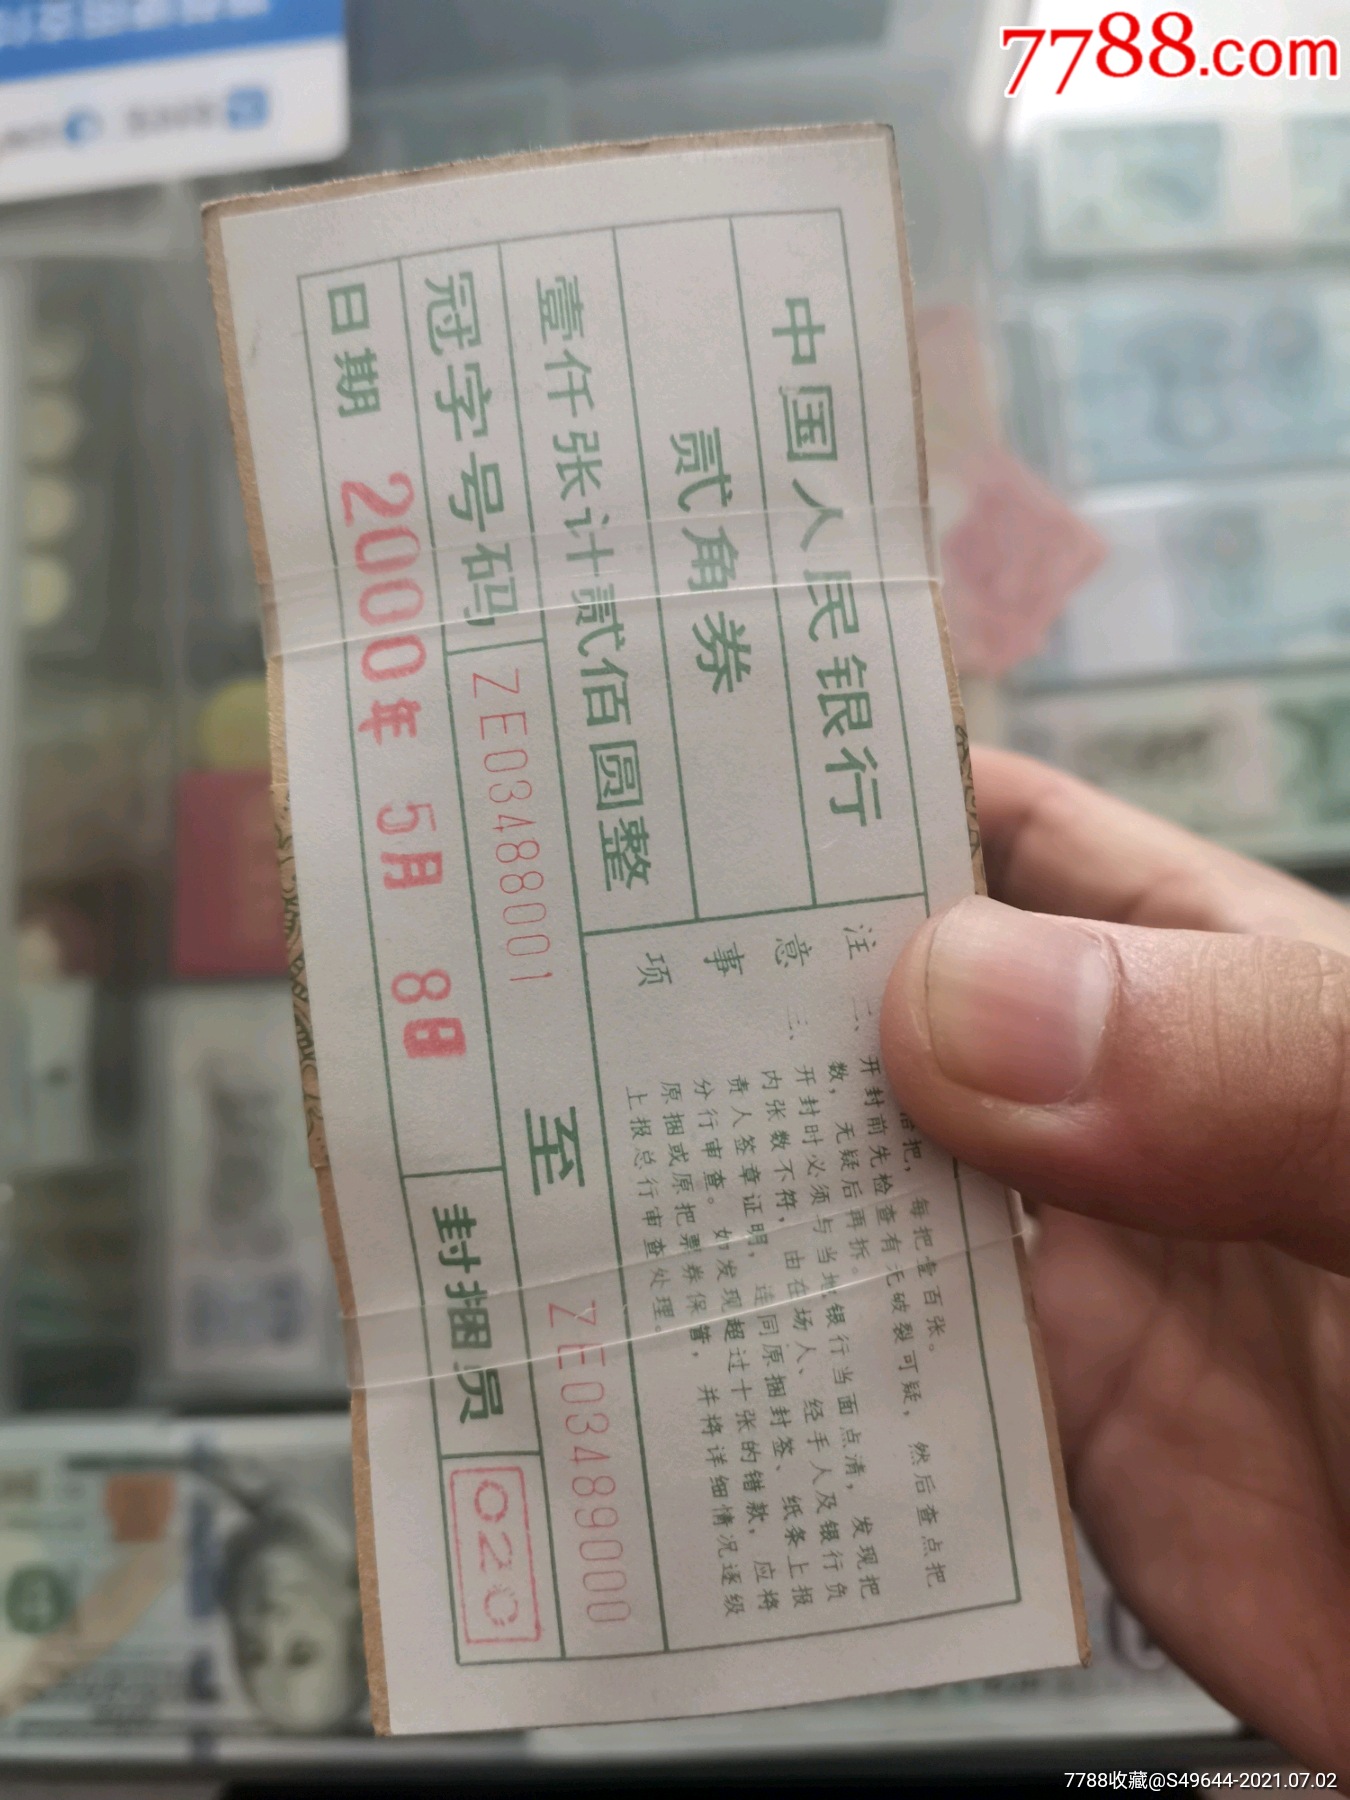 7788.com
中国人民银行
贰角券
壹仟张计贰佰圆整
冠字号码 ZE03488001 至 ZE03489000
日期 2000年 5月 8日 封捆员 020
注意事项
把，每把壹百张。
二、开封前先检查有无破裂可疑，然后查点把
数，无疑后再拆。
三、开封时必须与当地银行当面点清，发现把
内张数不符，由在场人、经手人及银行负
责人签章证明，连同原捆封签、纸条上报
分行审查。如发现超过十张的错款，应将
原捆或原把票券保管，并将详细情况逐级
上报总行审查处理。
7788收藏@S49644-2021.07.02